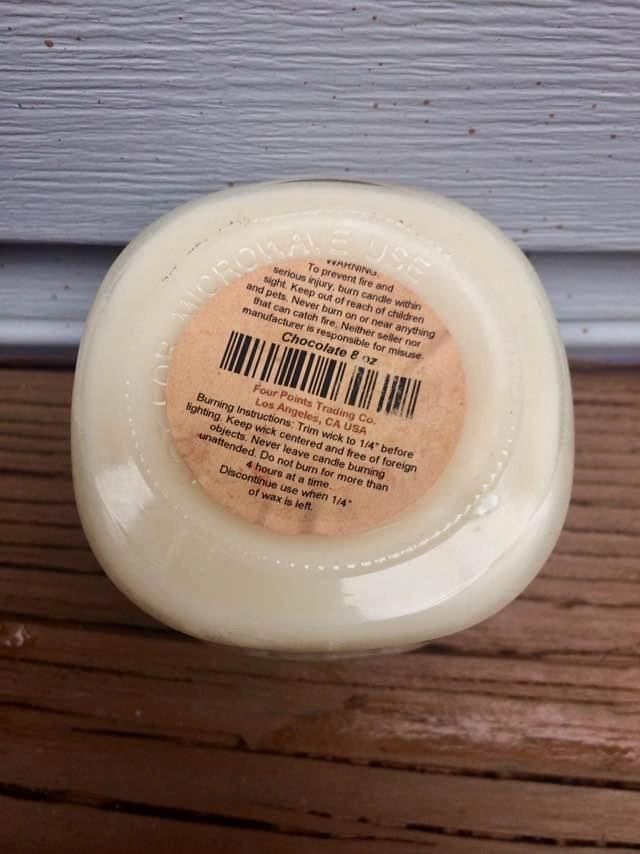 MICROWAVE USE
WARNING:
To prevent fire and
serious injury, burn candle within
sight. Keep out of reach of children
and pets. Never burn on or near anything
that can catch fire. Neither seller nor
manufacturer is responsible for misuse.
Chocolate 8 oz
Four Points Trading Co.
Los Angeles, CA USA
Burning Instructions: Trim wick to 1/4" before
lighting. Keep wick centered and free of foreign
objects. Never leave candle burning
unattended. Do not burn for more than
4 hours at a time.
Discontinue use when 1/4"
of wax is left.